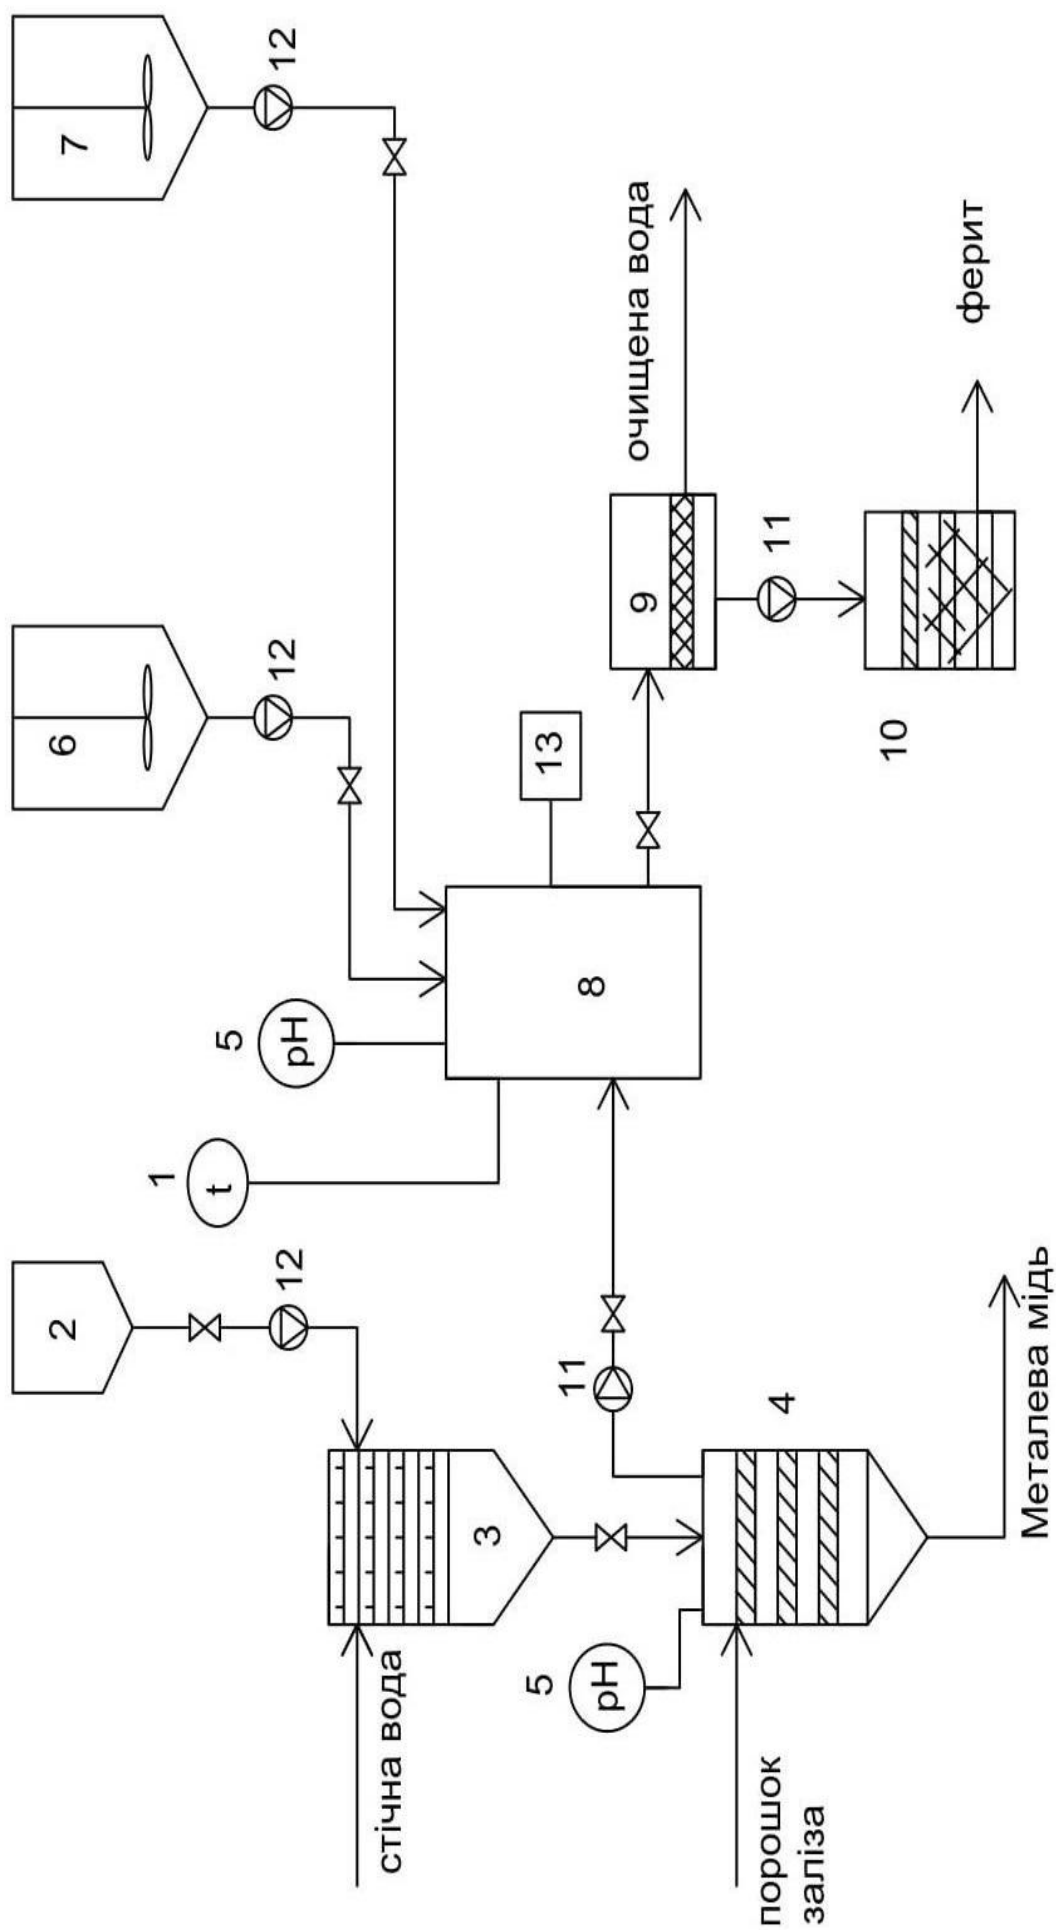 2
12
1
t
5
pH
6
12
7
12
стічна вода
3
5
pH
11
8
13
9
очищена вода
11
порошок
заліза
4
10
ферит
Металева мідь